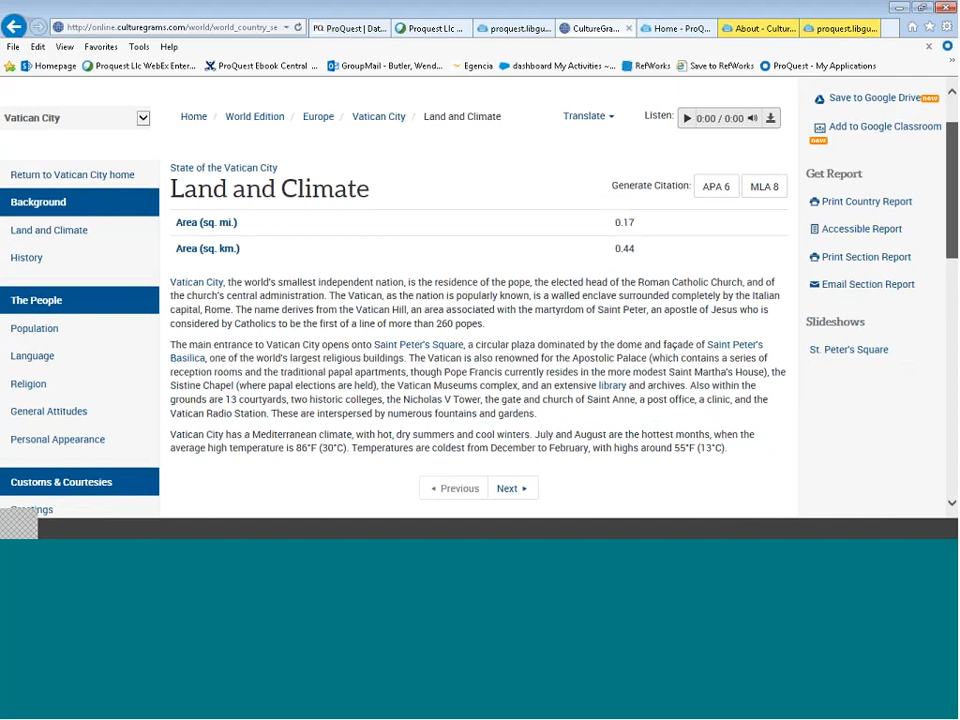 http://online.culturegrams.com/world/world_country_se
ProQuest | Dat...
Proquest Llc ...
proquest.libgu...
CultureGra...
Home - ProQ...
About - Cultur...
proquest.libgu...
File Edit View Favorites Tools Help
Homepage
Proquest Llc WebEx Enter...
ProQuest Ebook Central ...
GroupMail - Butler, Wend...
Egencia
dashboard My Activities ~...
RefWorks
Save to RefWorks
ProQuest - My Applications
Vatican City
Home / World Edition / Europe / Vatican City / Land and Climate
Translate
Listen: 0:00 / 0:00
Save to Google Drive new
Add to Google Classroom
new
Return to Vatican City home
Background
Land and Climate
History
The People
Population
Language
Religion
General Attitudes
Personal Appearance
Customs & Courtesies
Greetings
State of the Vatican City
Land and Climate
Generate Citation: APA 6 MLA 8
Area (sq. mi.) 0.17
Area (sq. km.) 0.44
Vatican City, the world's smallest independent nation, is the residence of the pope, the elected head of the Roman Catholic Church, and of
the church's central administration. The Vatican, as the nation is popularly known, is a walled enclave surrounded completely by the Italian
capital, Rome. The name derives from the Vatican Hill, an area associated with the martyrdom of Saint Peter, an apostle of Jesus who is
considered by Catholics to be the first of a line of more than 260 popes.
The main entrance to Vatican City opens onto Saint Peter's Square, a circular plaza dominated by the dome and façade of Saint Peter's
Basilica, one of the world's largest religious buildings. The Vatican is also renowned for the Apostolic Palace (which contains a series of
reception rooms and the traditional papal apartments, though Pope Francis currently resides in the more modest Saint Martha's House), the
Sistine Chapel (where papal elections are held), the Vatican Museums complex, and an extensive library and archives. Also within the
grounds are 13 courtyards, two historic colleges, the Nicholas V Tower, the gate and church of Saint Anne, a post office, a clinic, and the
Vatican Radio Station. These are interspersed by numerous fountains and gardens.
Vatican City has a Mediterranean climate, with hot, dry summers and cool winters. July and August are the hottest months, when the
average high temperature is 86°F (30°C). Temperatures are coldest from December to February, with highs around 55°F (13°C).
Previous Next
Get Report
Print Country Report
Accessible Report
Print Section Report
Email Section Report
Slideshows
St. Peter's Square